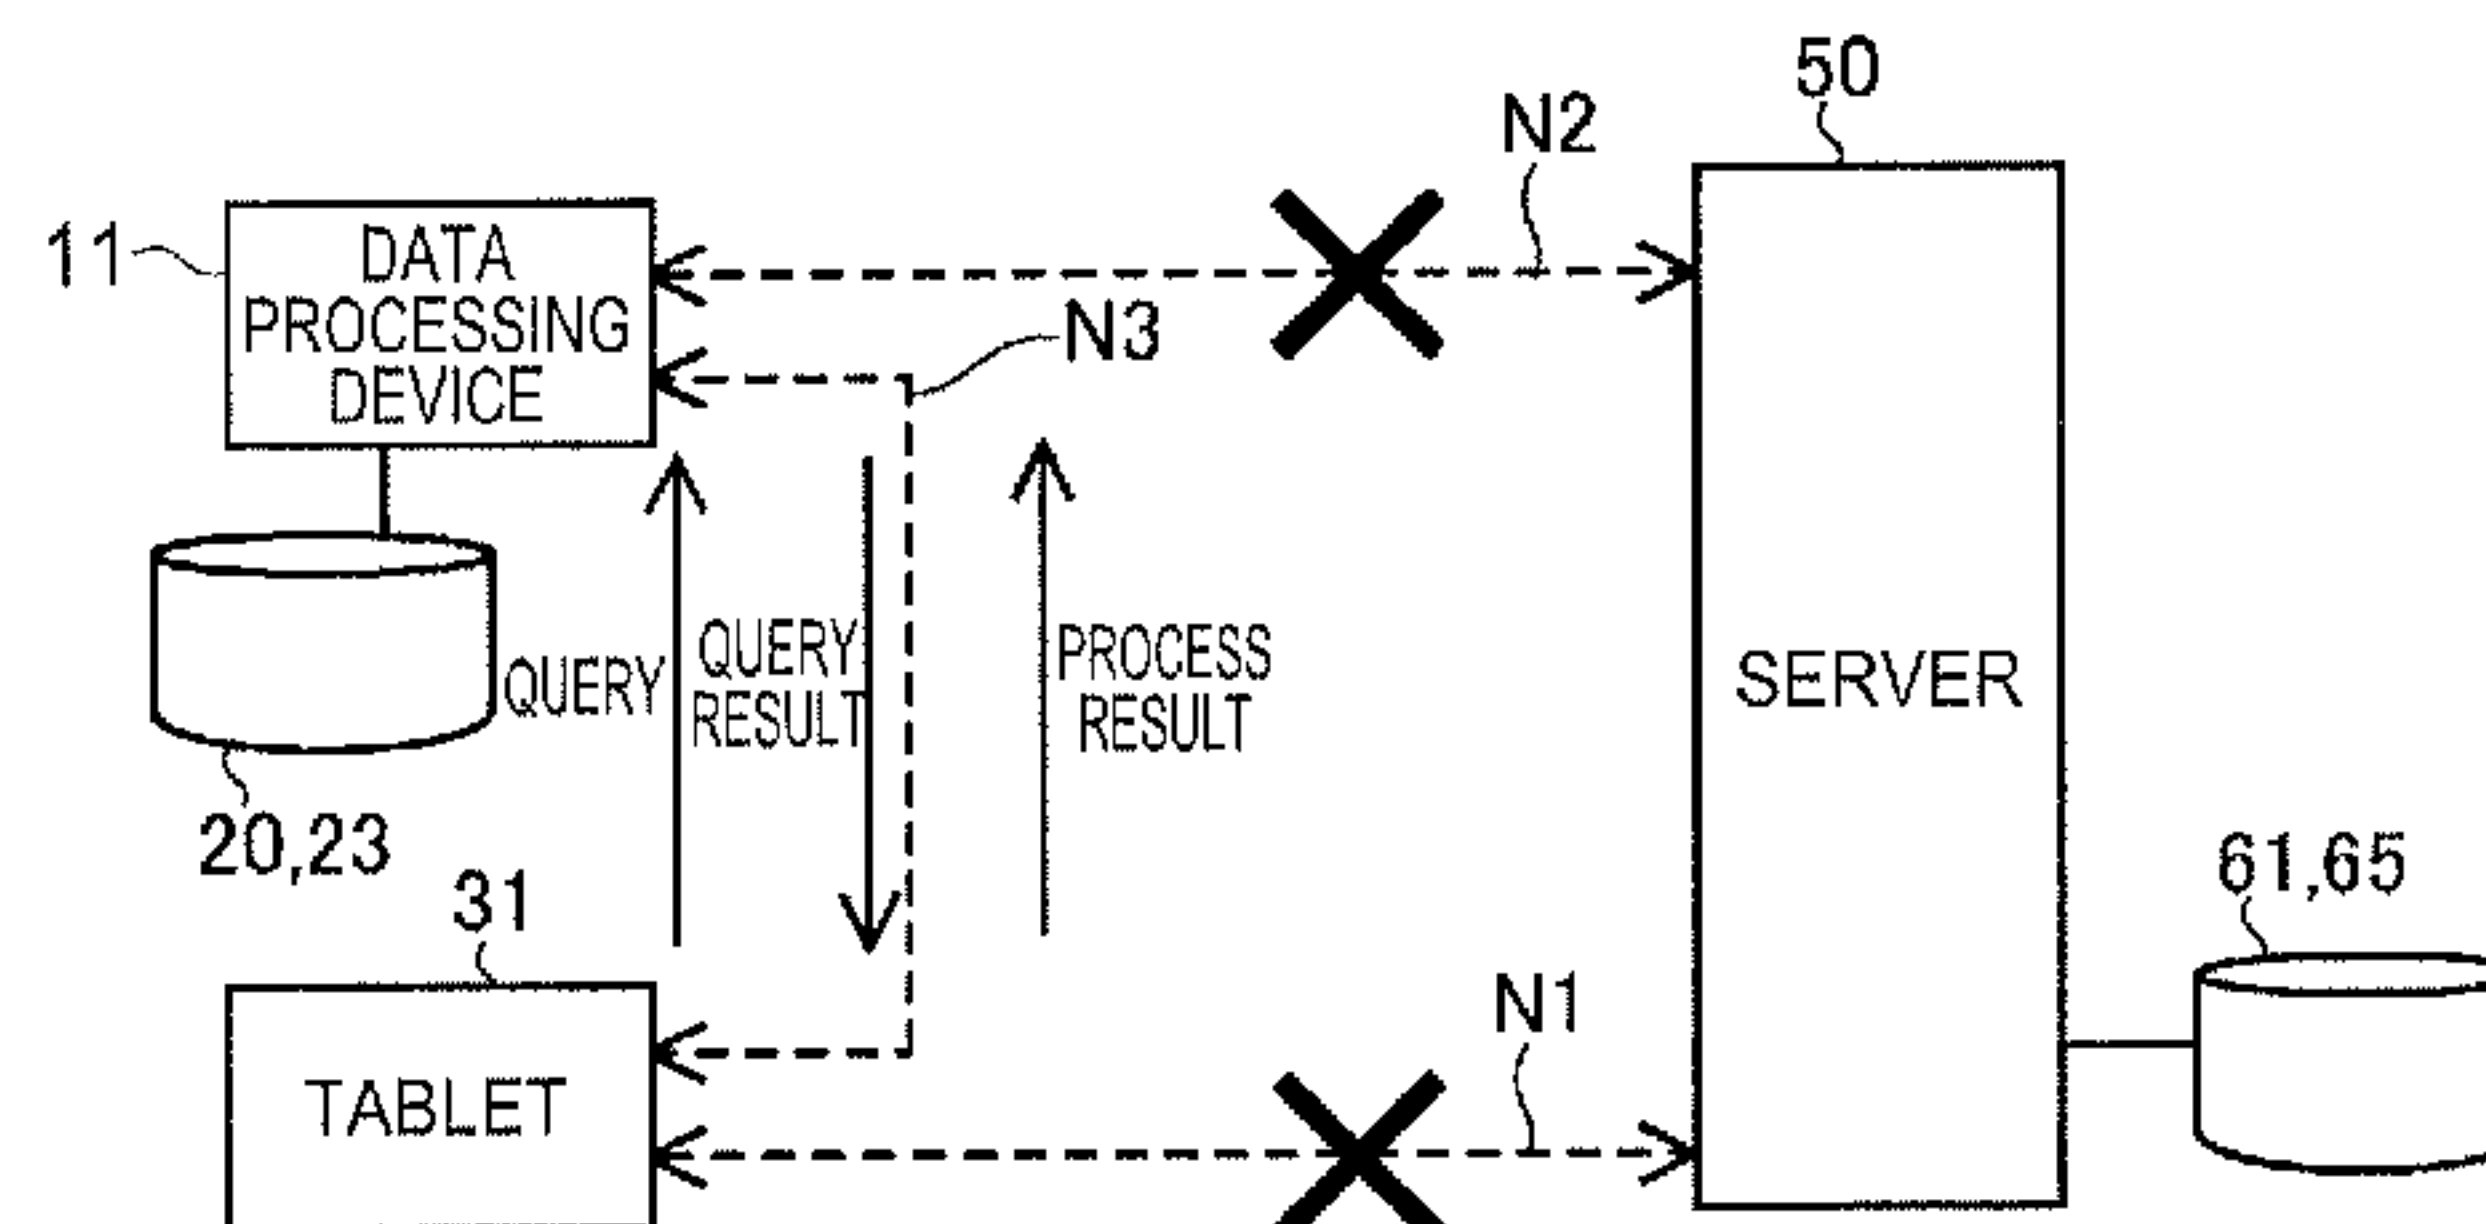 50
N2
11
DATA
PROCESSING
DEVICE
N3
QUERY
QUERY
RESULT
PROCESS
RESULT
SERVER
20,23
31
61,65
N1
TABLET